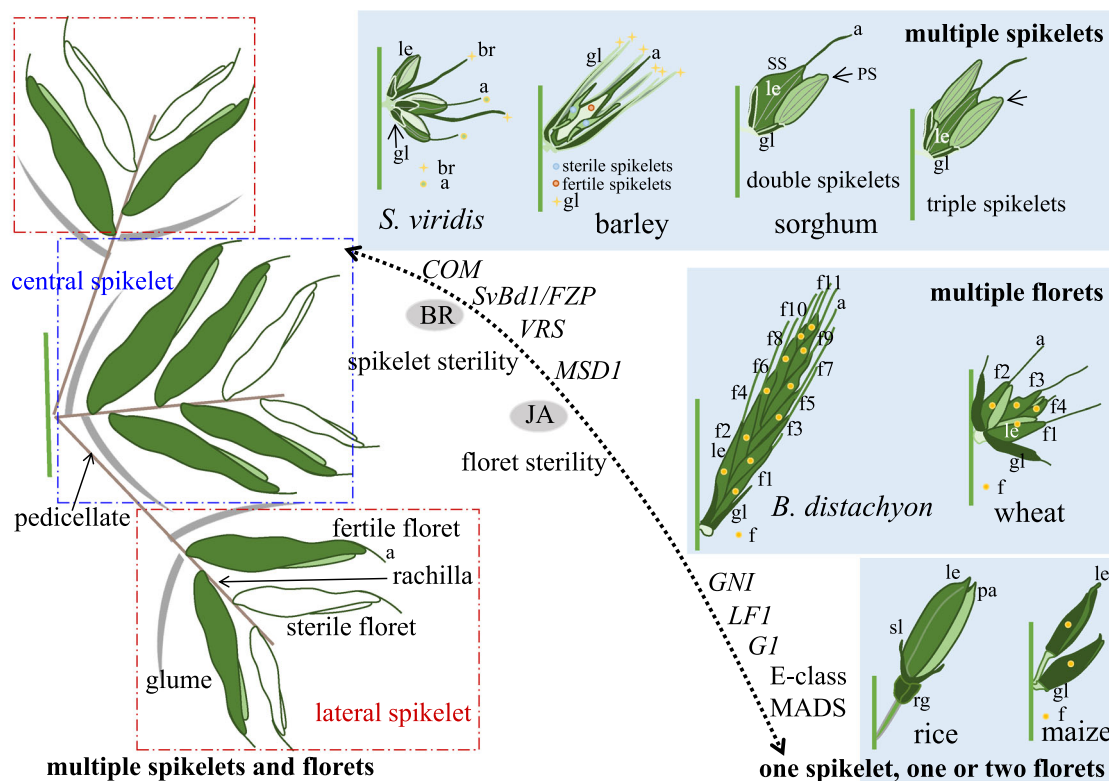 central spikelet
pedicellate
fertile floret
a
rachilla
sterile floret
glume
lateral spikelet
multiple spikelets and florets
multiple spikelets
le
br
a
gl
br
a
S. viridis
gl
a
sterile spikelets
fertile spikelets
gl
barley
a
SS
PS
le
gl
double spikelets
sorghum
le
gl
triple spikelets
COM
SvBd1/FZP
BR
VRS
spikelet sterility
MSD1
JA
floret sterility
GNI
LF1
G1
E-class
MADS
multiple florets
f11
f10
a
f8
f9
f6
f7
f4
f5
f2
f3
le
f1
gl
f
B. distachyon
a
f2
f3
f4
le
f1
gl
f
wheat
le
pa
sl
rg
rice
le
gl
f
maize
one spikelet, one or two florets